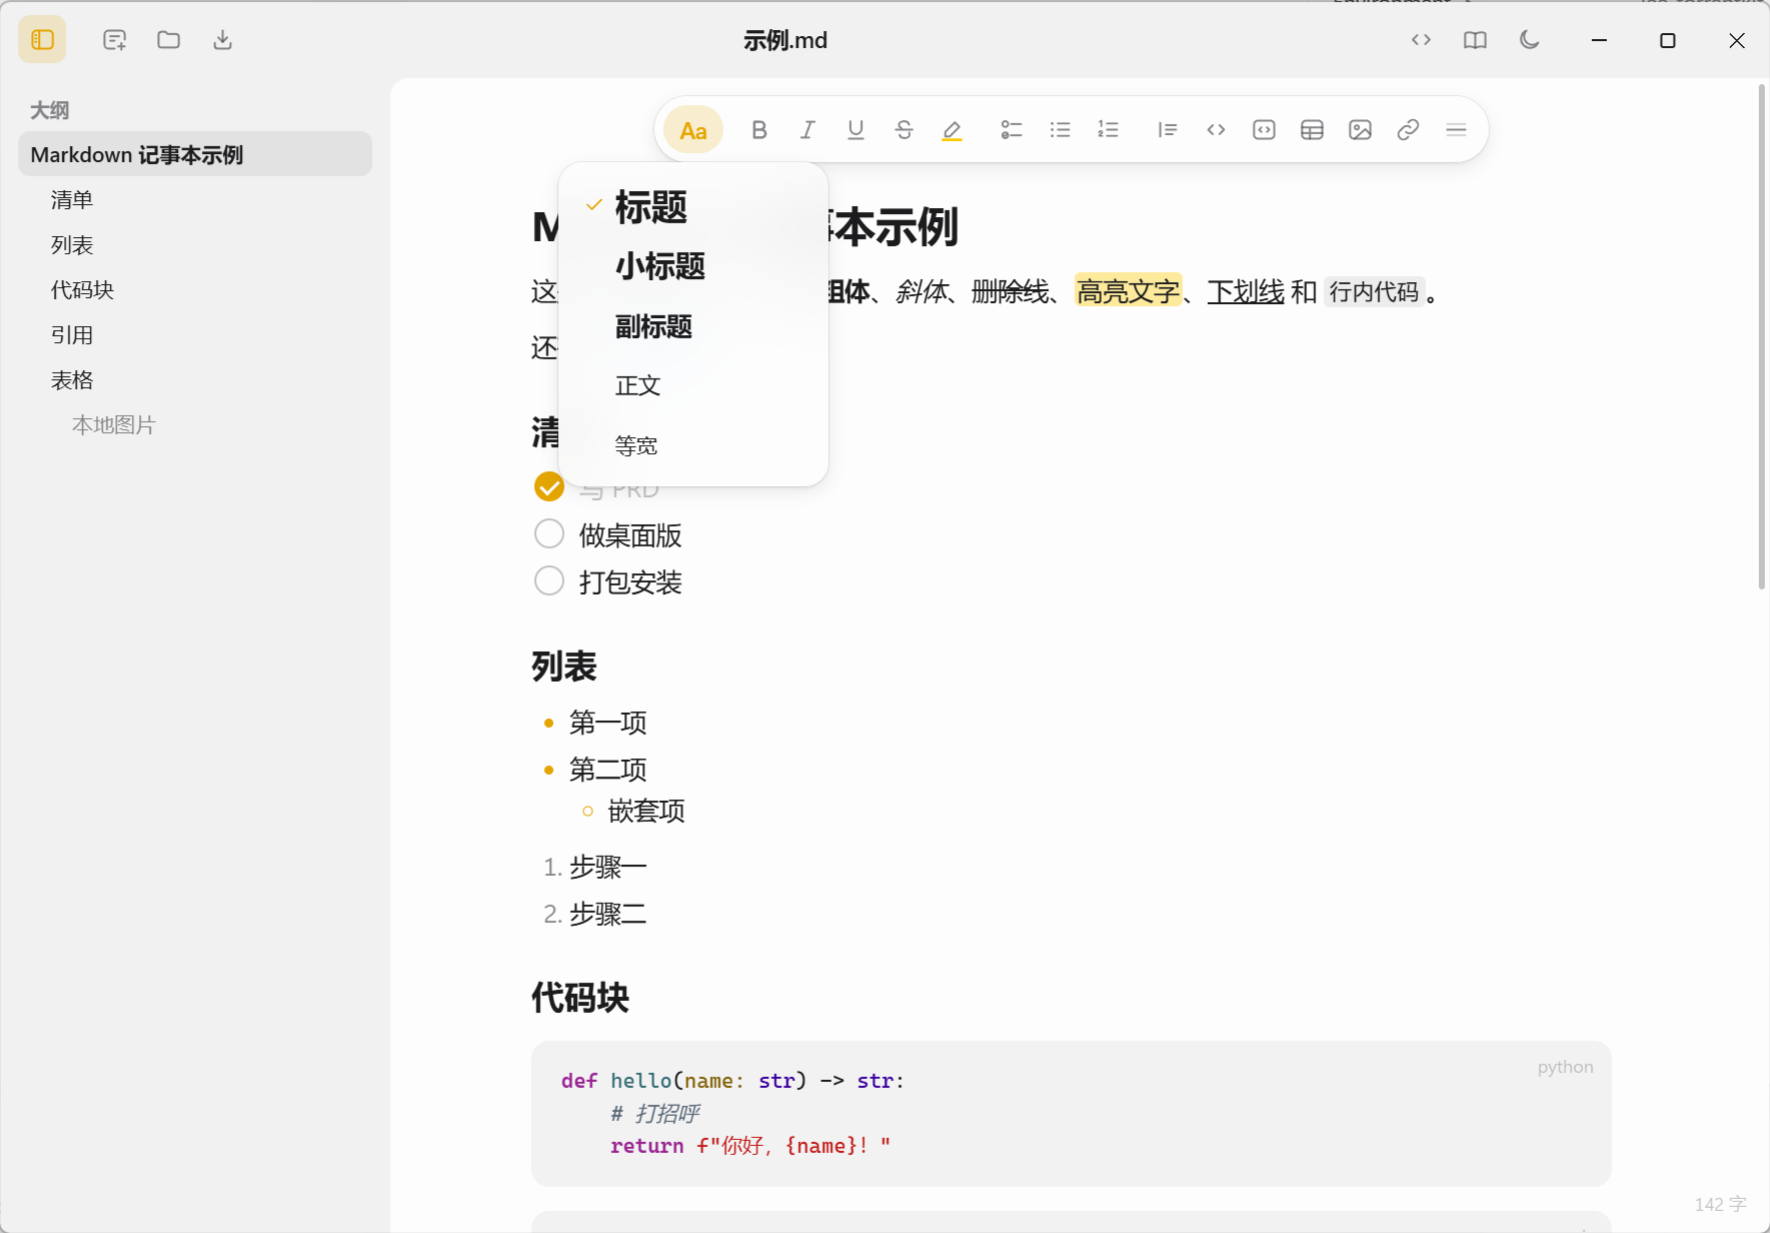 示例.md
大纲
Markdown 记事本示例
清单
列表
代码块
引用
表格
本地图片
Aa B I U S
标题
小标题
副标题
正文
等宽
M 本示例
这 粗体、斜体、删除线、高亮文字、下划线 和 行内代码。
还
清
写 PRD
做桌面版
打包安装
列表
第一项
第二项
嵌套项
1. 步骤一
2. 步骤二
代码块
python
def hello(name: str) -> str:
# 打招呼
return f"你好，{name}！"
142 字